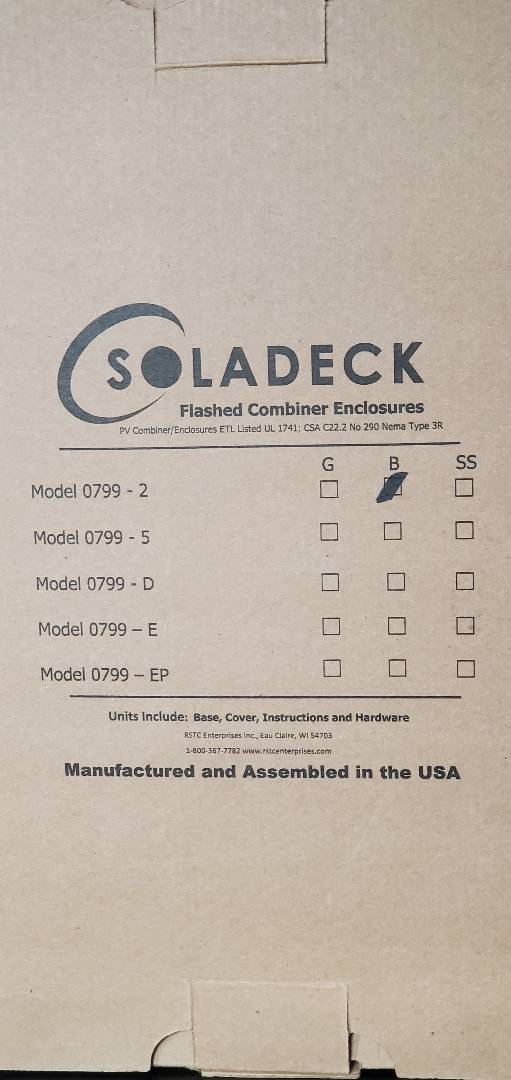 SOLADECK
Flashed Combiner Enclosures
PV Combiner/Enclosures ETL Listed UL 1741; CSA C22.2 No 290 Nema Type 3R
G B SS
Model 0799 - 2
Model 0799 - 5
Model 0799 - D
Model 0799 – E
Model 0799 – EP
Units Include: Base, Cover, Instructions and Hardware
RSTC Enterprises Inc., Eau Claire, WI 54703
1-800-367-7782 www.rstcenterprises.com
Manufactured and Assembled in the USA